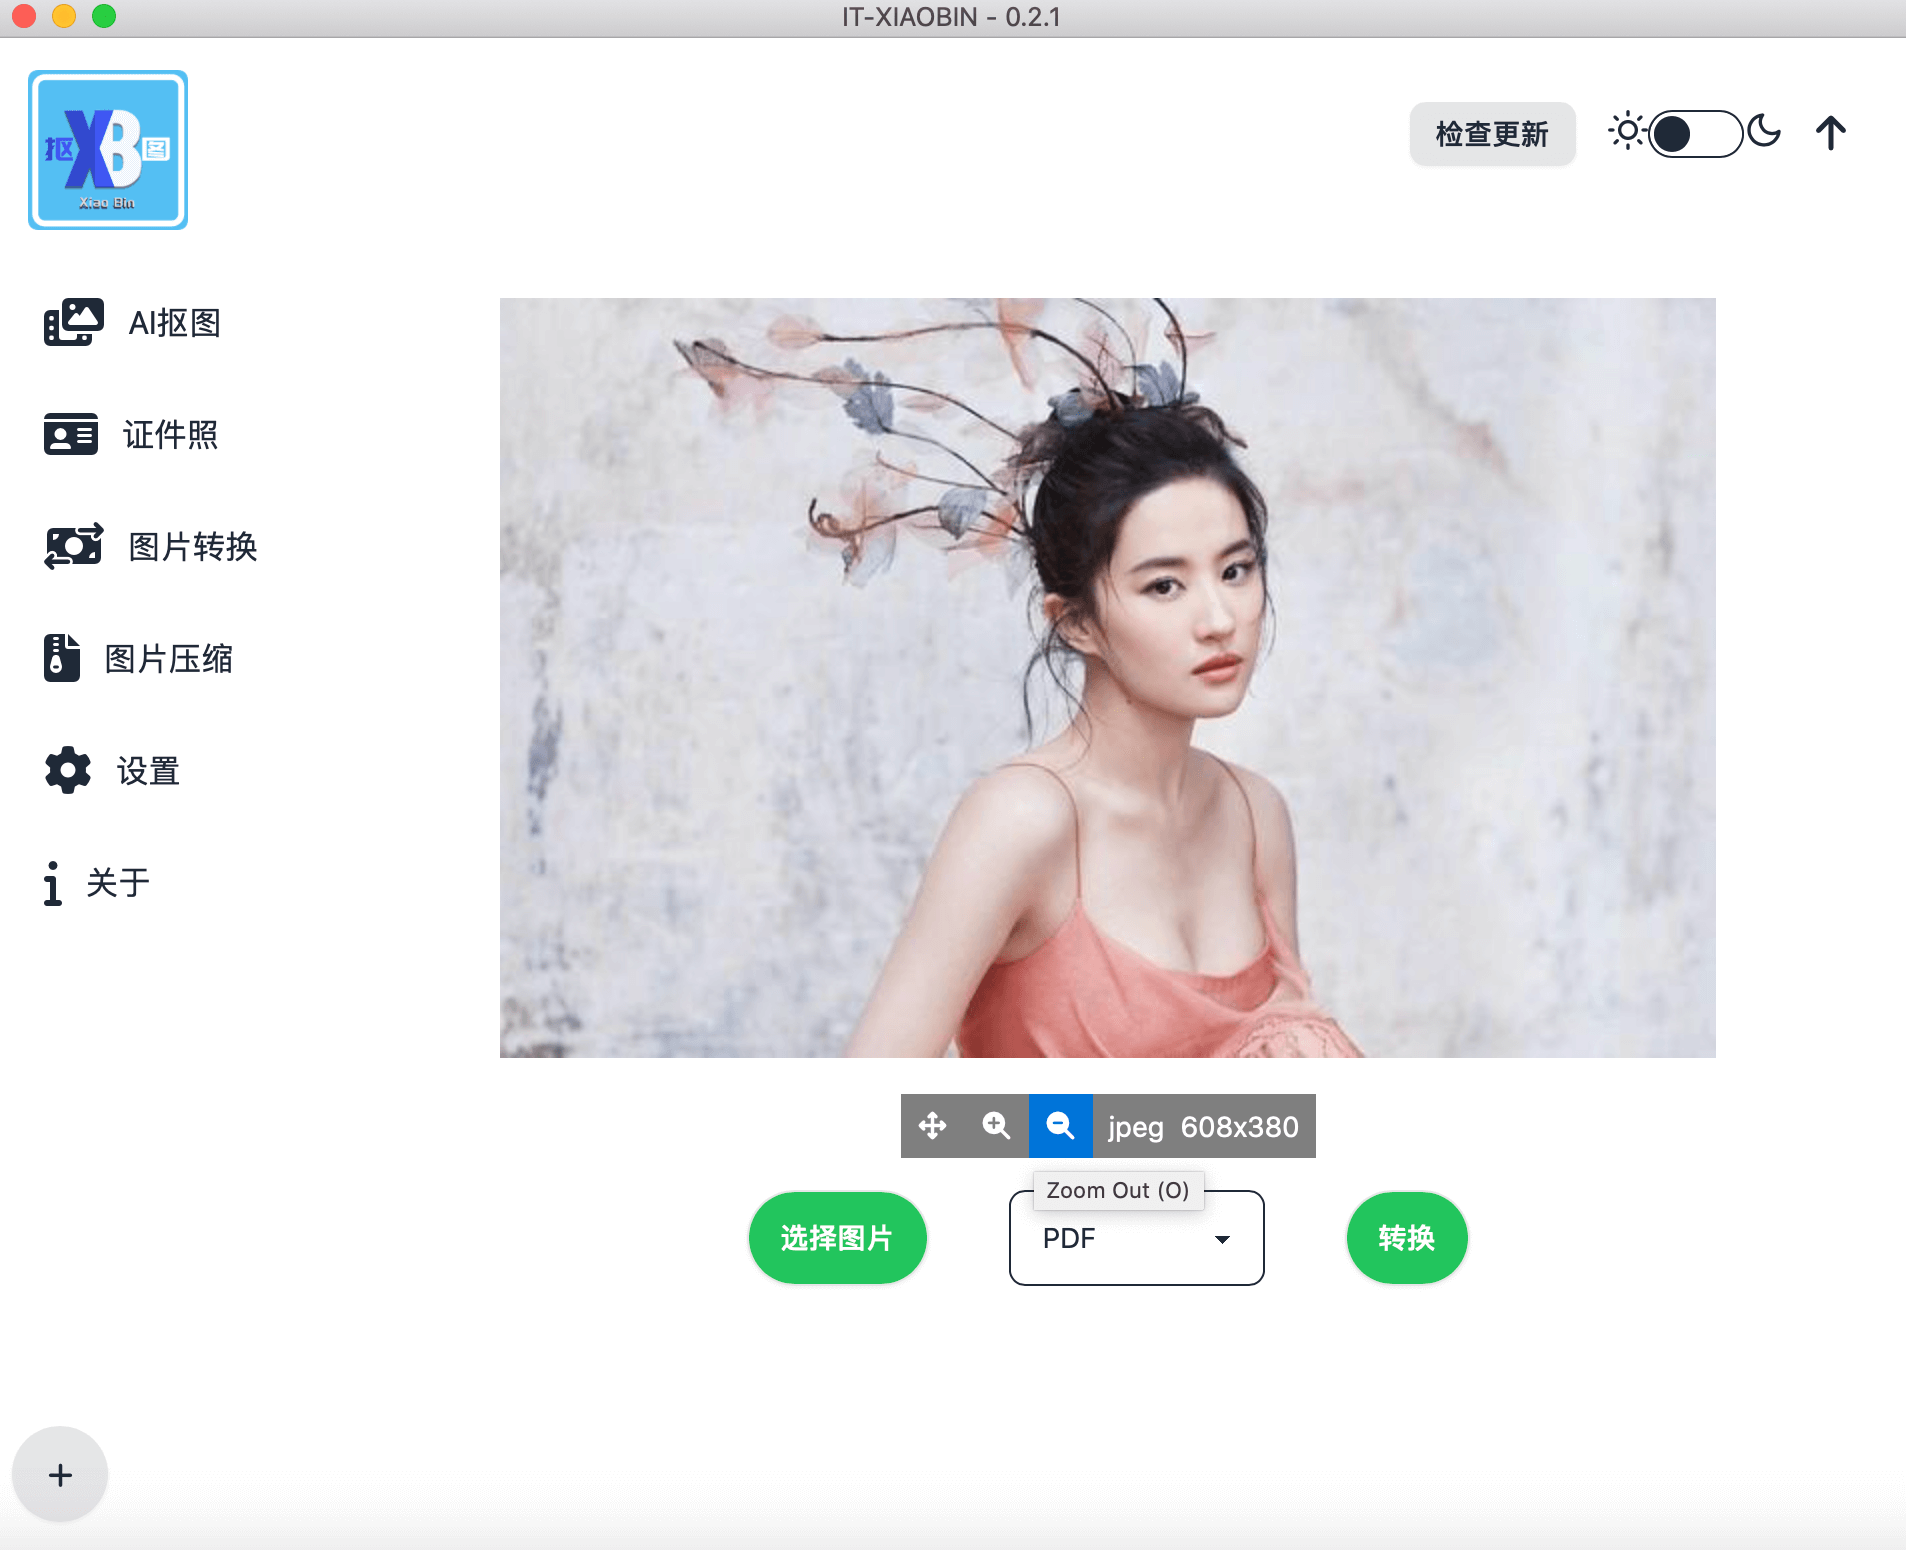 IT-XIAOBIN - 0.2.1
抠XB图
Xiao Bin
检查更新
AI抠图
证件照
图片转换
图片压缩
设置
关于
jpeg 608x380
Zoom Out (O)
选择图片
PDF
转换